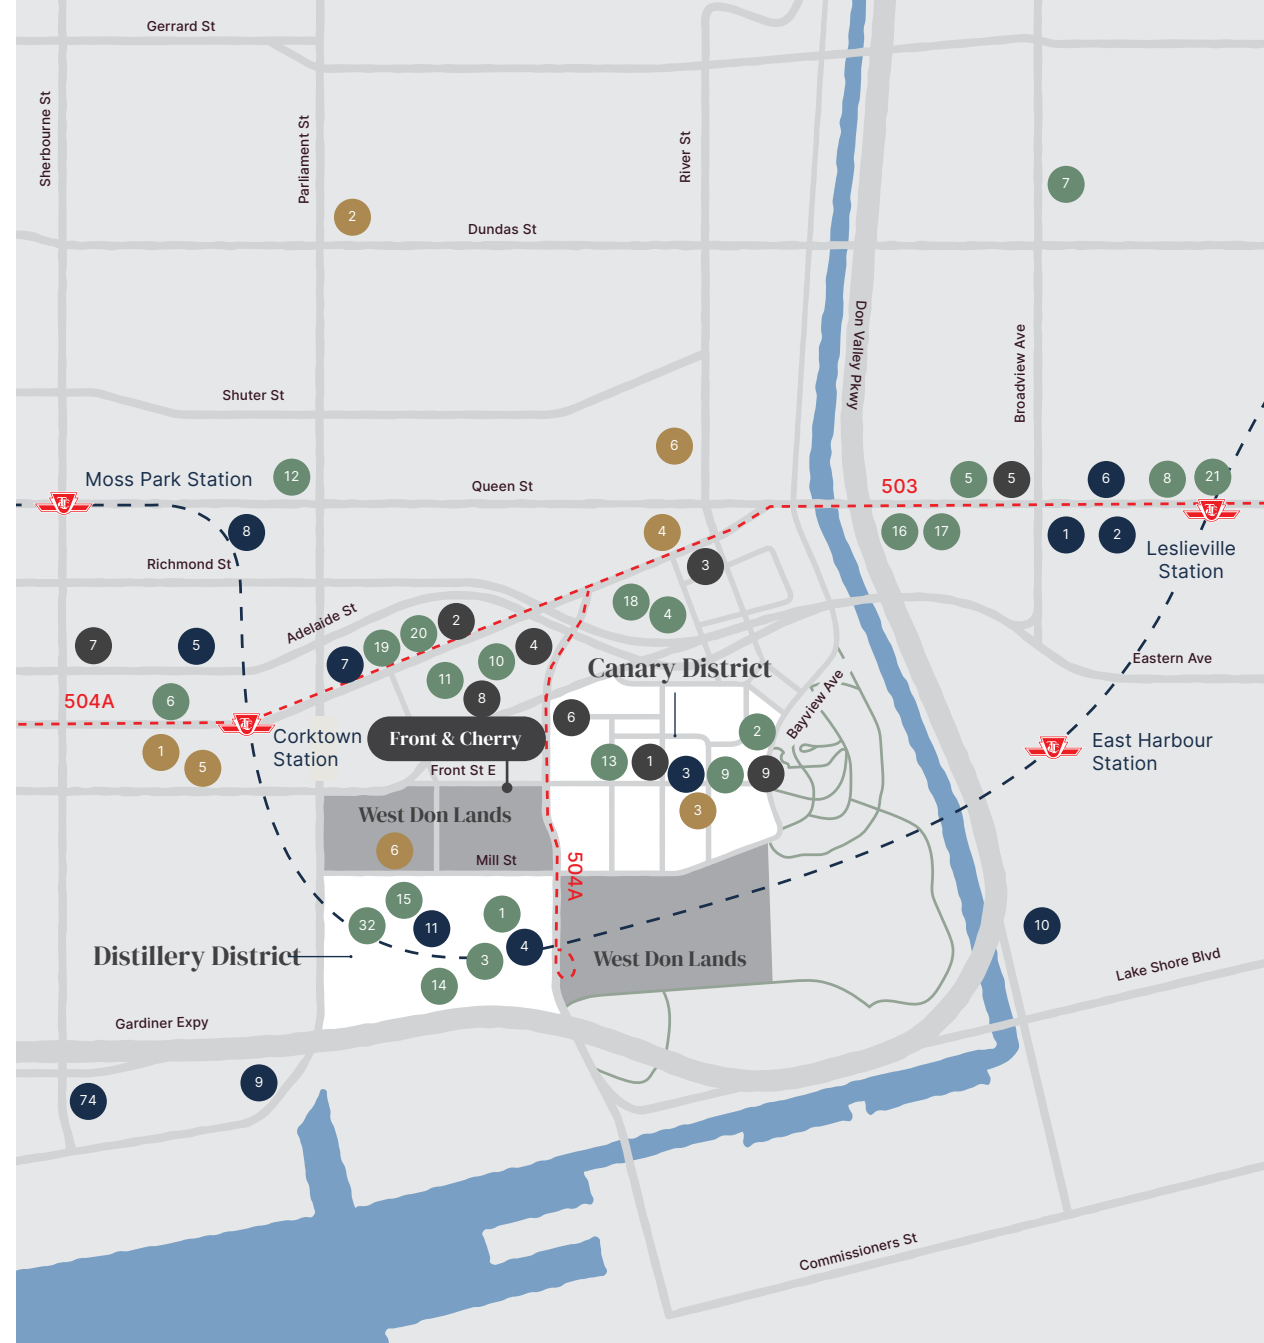 Gerrard St
Sherbourne St
Parliament St
River St
7
2
Dundas St
Don Valley Pkwy
Broadview Ave
Shuter St
6
12
Moss Park Station
Queen St
503
5
5
6
8
21
8
4
16
17
1
2
Leslieville
Station
Richmond St
3
18
4
Adelaide St
7
5
7
19
20
2
10
4
11
8
Canary District
Eastern Ave
504A
6
6
Bayview Ave
2
1
5
Corktown
Station
Front & Cherry
East Harbour
Station
Front St E
13
1
3
9
9
3
West Don Lands
6
Mill St
504A
15
32
11
1
4
3
14
10
Distillery District
West Don Lands
Lake Shore Blvd
Gardiner Expy
9
74
Commissioners St